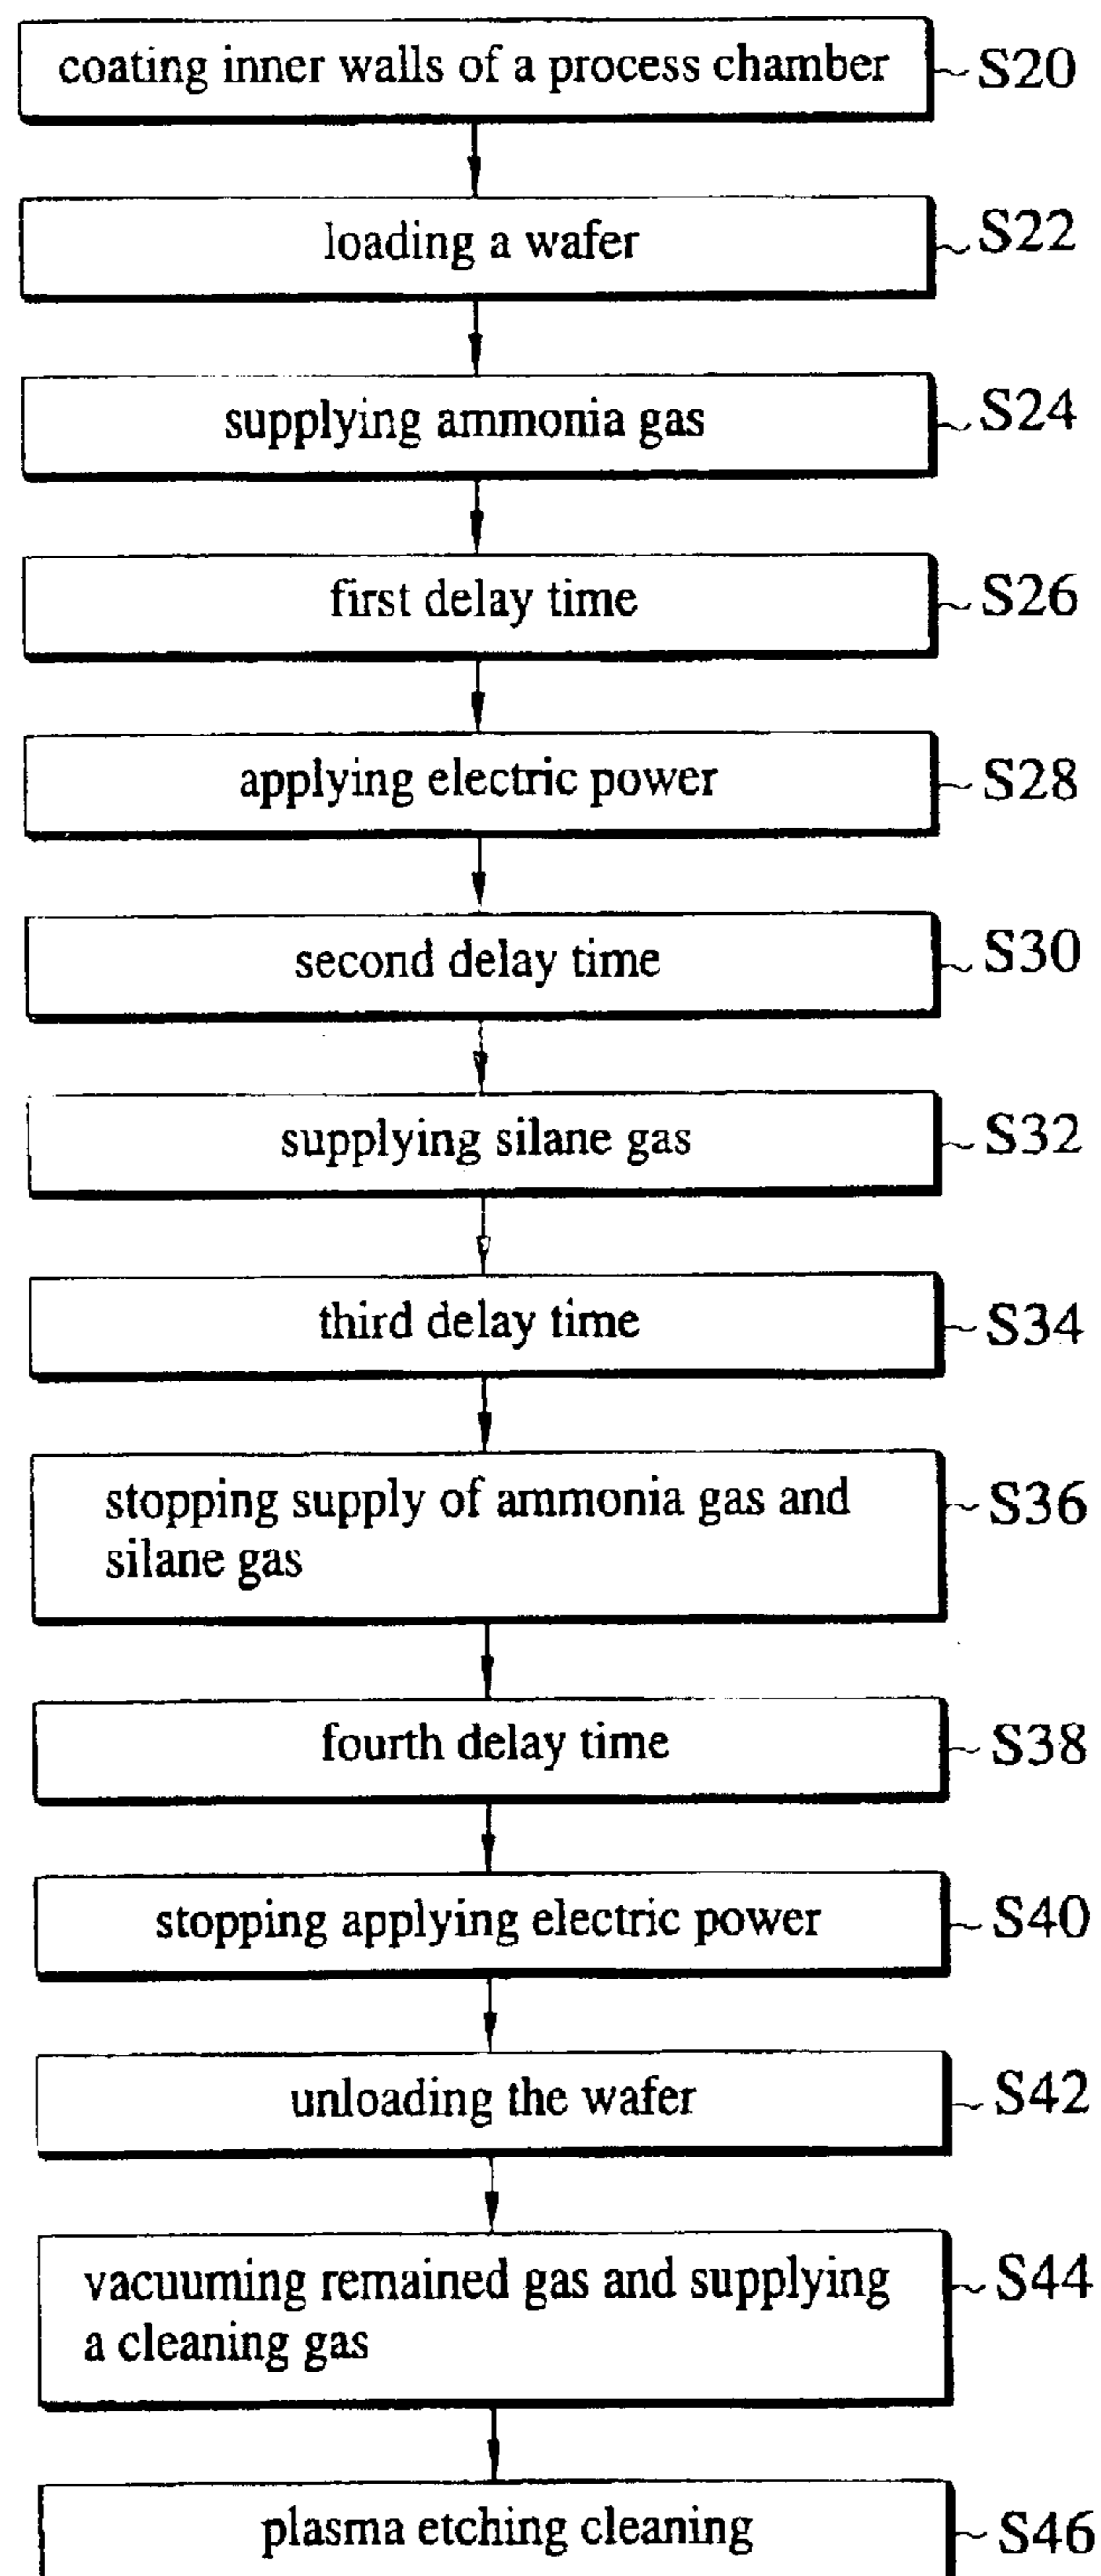 coating inner walls of a process chamber S20
loading a wafer S22
supplying ammonia gas S24
first delay time S26
applying electric power S28
second delay time S30
supplying silane gas S32
third delay time S34
stopping supply of ammonia gas and S36
silane gas
fourth delay time S38
stopping applying electric power S40
unloading the wafer S42
vacuuming remained gas and supplying S44
a cleaning gas
plasma etching cleaning S46